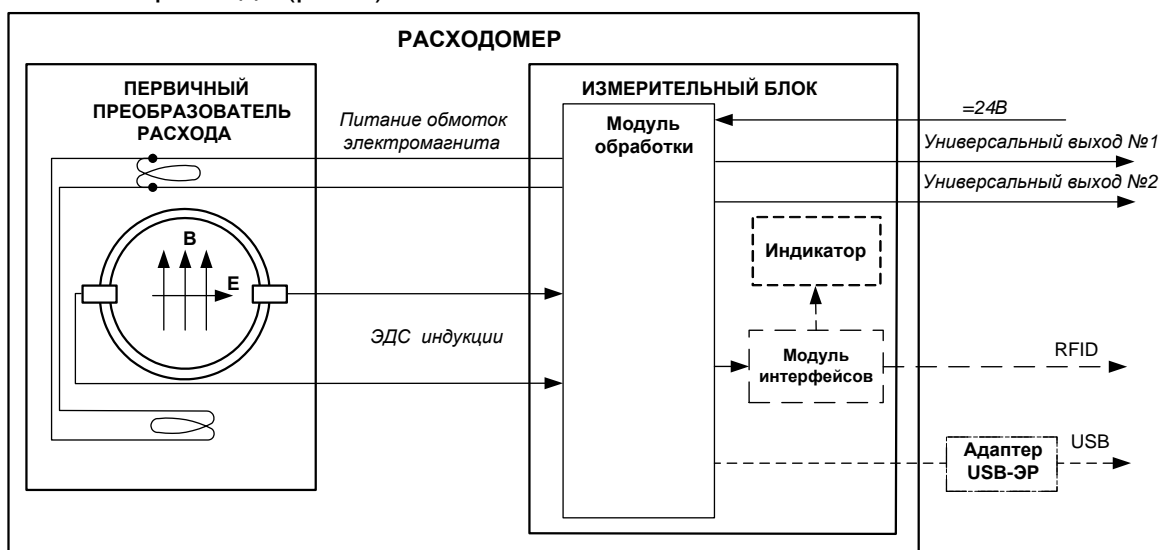 РАСХОДОМЕР
ПЕРВИЧНЫЙ
ПРЕОБРАЗОВАТЕЛЬ
РАСХОДА
Питание обмоток
электромагнита
B
E
ЭДС индукции
ИЗМЕРИТЕЛЬНЫЙ БЛОК
Модуль
обработки
Индикатор
Модуль
интерфейсов
=24В
Универсальный выход №1
Универсальный выход №2
RFID
Адаптер
USB-ЭР
USB